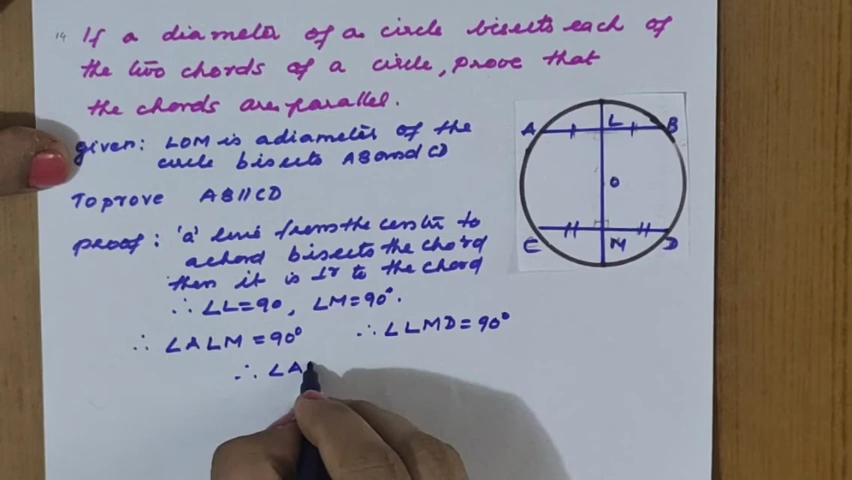 14 If a diameter of a circle bisects each of
the two chords of a circle, prove that
the chords are parallel.
given: LOM is a diameter of the
circle bisects AB and CD
To prove AB // CD
proof: 'a' line from the centre to
a chord bisects the chord
then it is ⊥r to the chord
∴ ∠L = 90, ∠M = 90°.
∴ ∠ALM = 90° ∴ ∠LMD = 90°
∴ ∠A
A L B
O
C M D